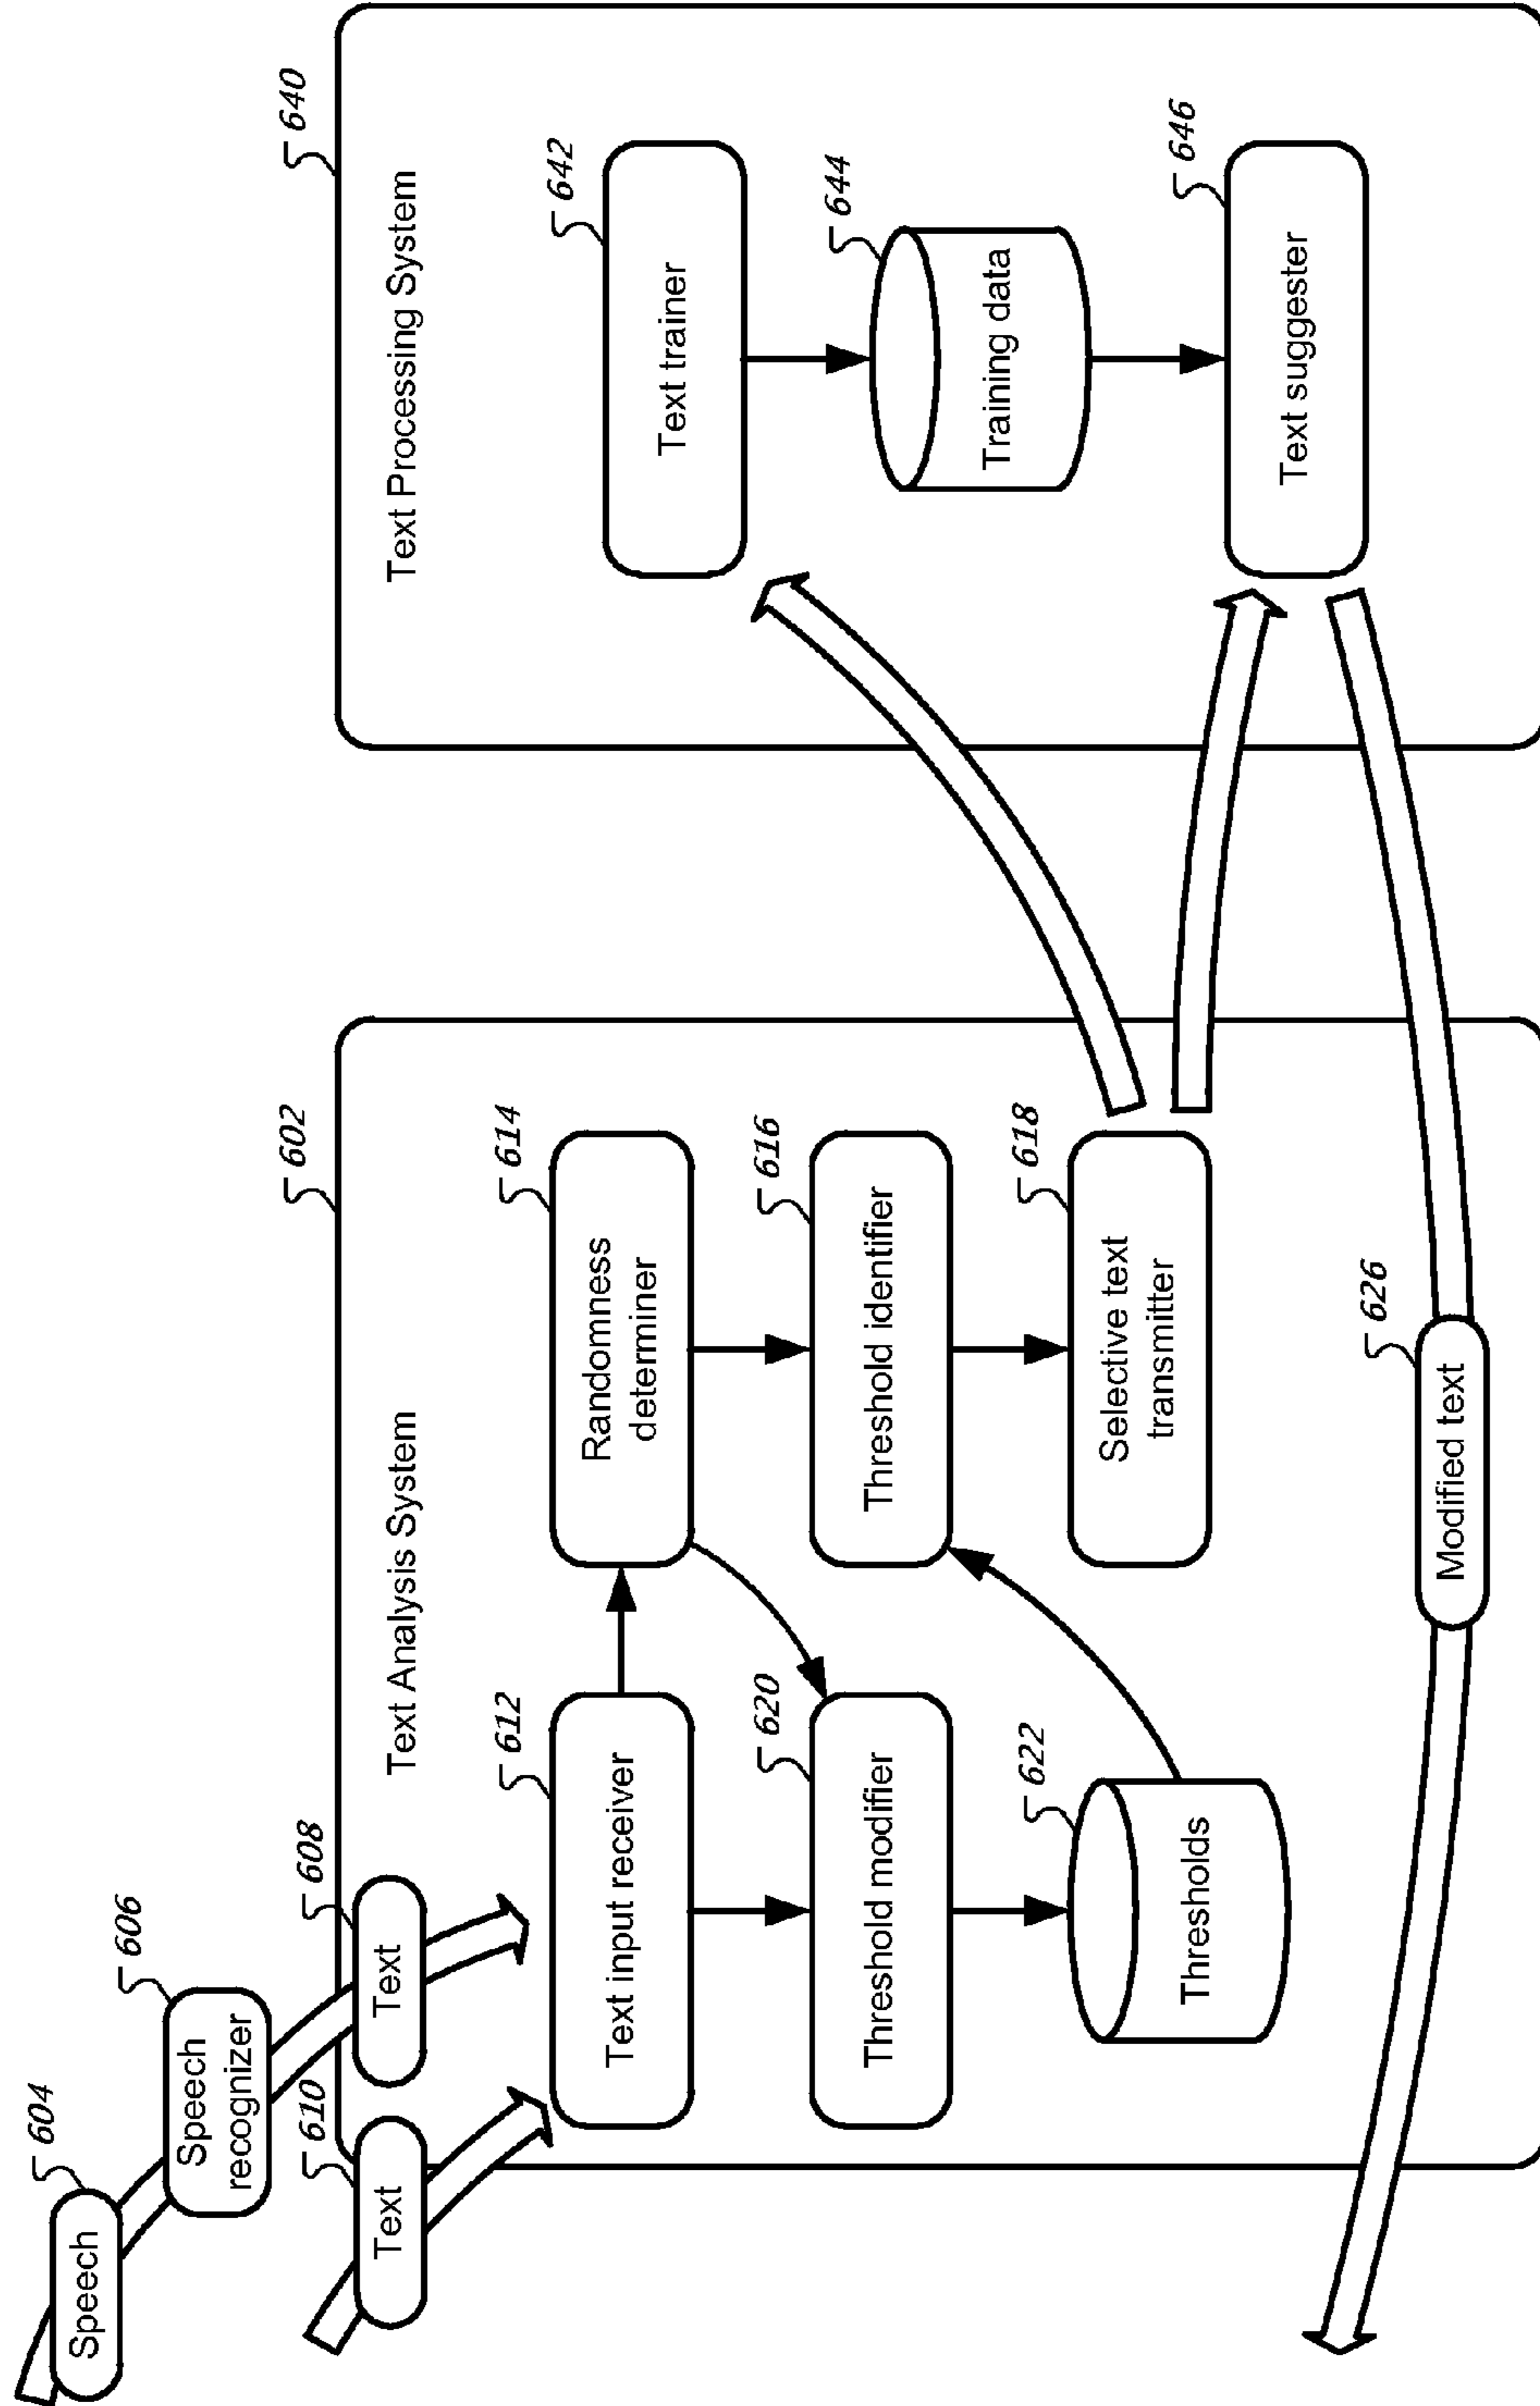 604
Speech
606
Speech
recognizer
610
Text
608
Text
602
Text Analysis System
612
Text input receiver
614
Randomness
determiner
620
Threshold modifier
616
Threshold identifier
622
Thresholds
618
Selective text
transmitter
626
Modified text
640
Text Processing System
642
Text trainer
644
Training data
646
Text suggester